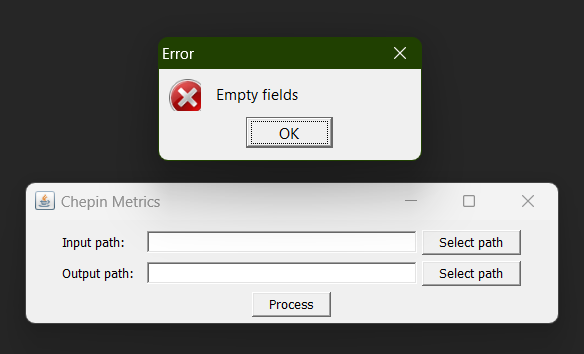 Error
Empty fields
OK
Chepin Metrics
Input path:
Select path
Output path:
Select path
Process